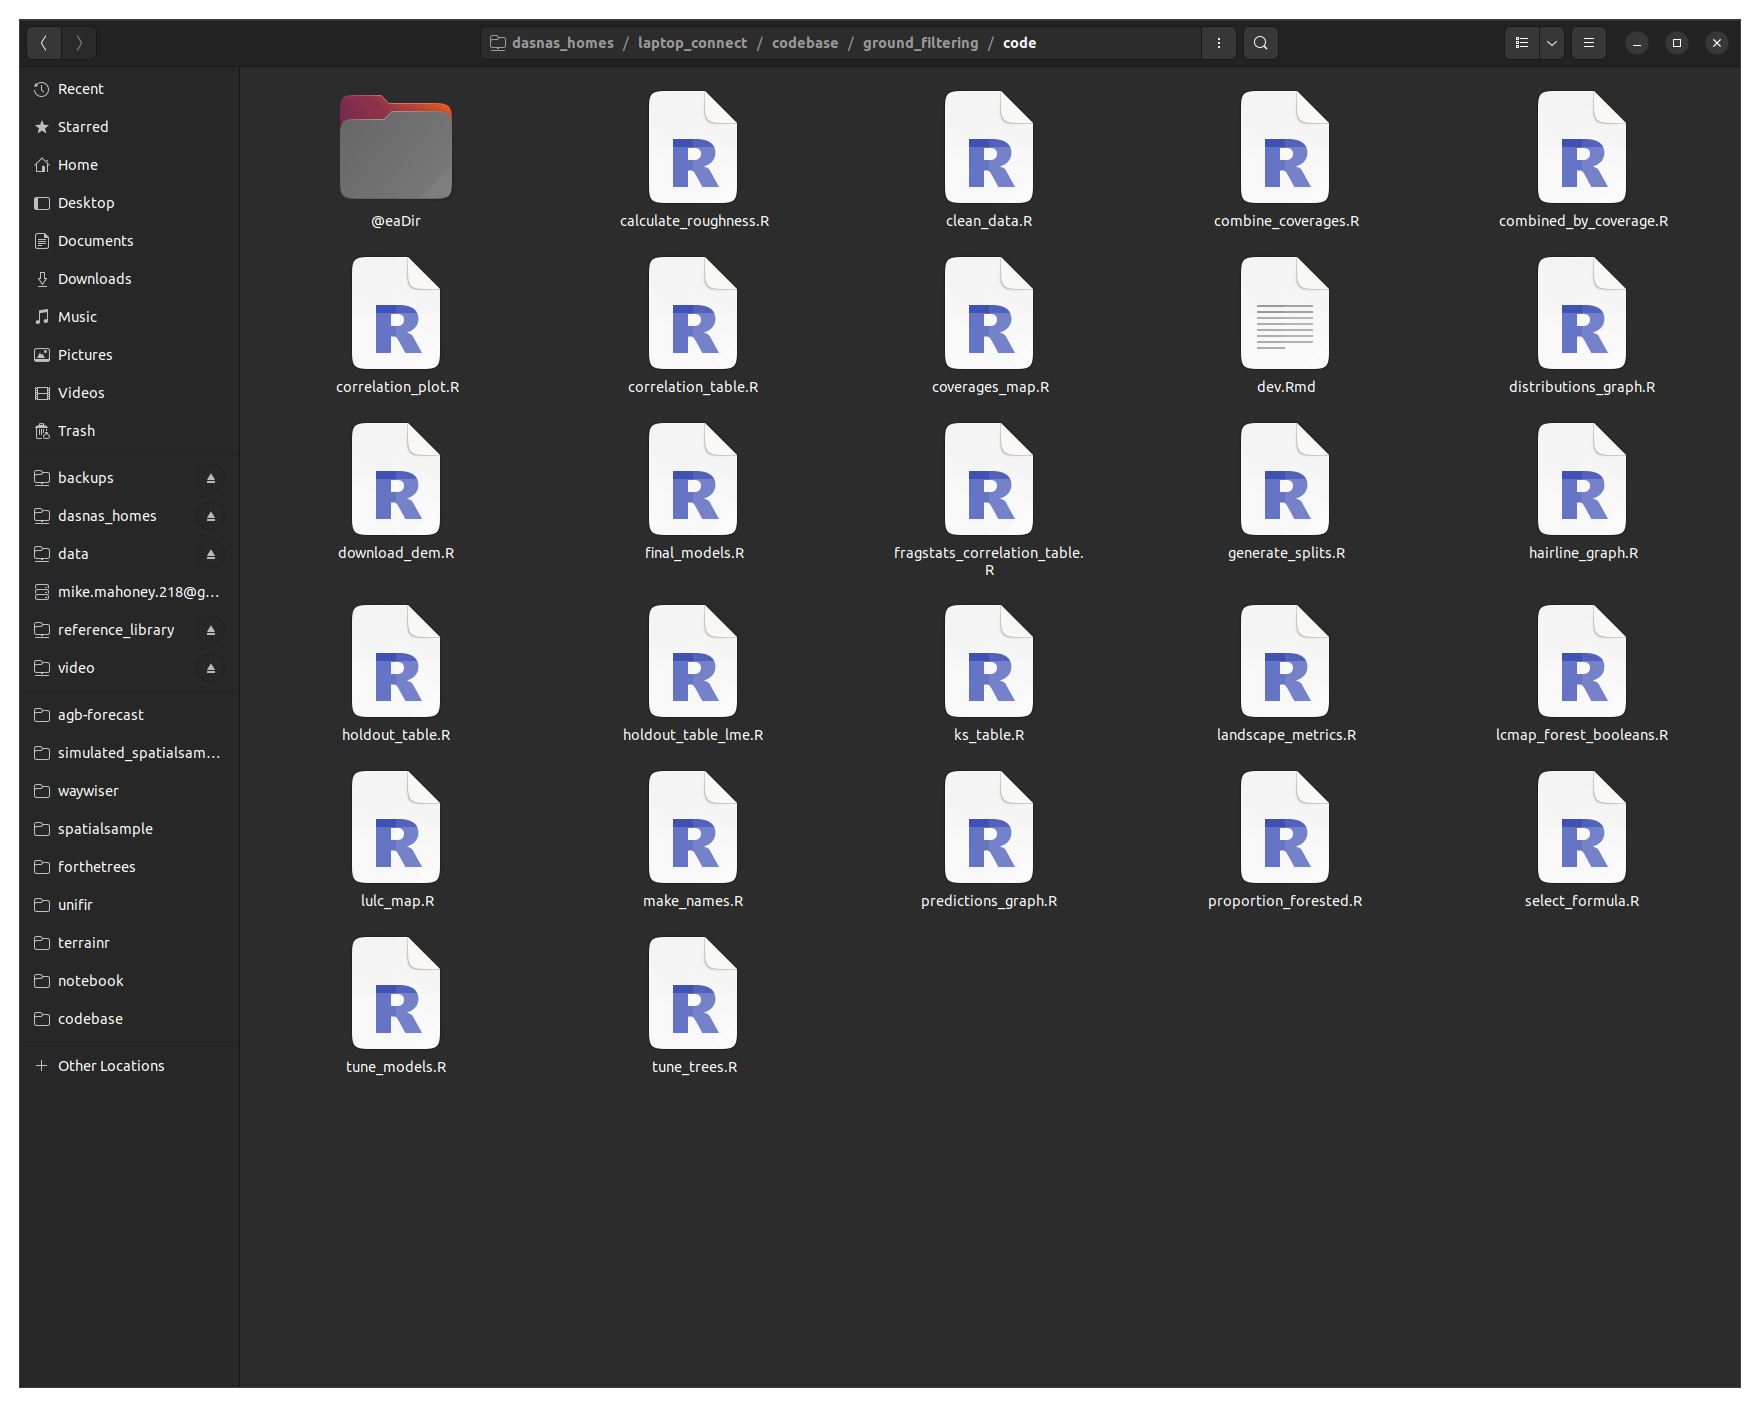 dasnas_homes / laptop_connect / codebase / ground_filtering / code
Recent
Starred
Home
Desktop
Documents
Downloads
Music
Pictures
Videos
Trash
backups
dasnas_homes
data
mike.mahoney.218@g...
reference_library
video
agb-forecast
simulated_spatialsam...
waywiser
spatialsample
forthetrees
unifir
terrainr
notebook
codebase
+ Other Locations
@eaDir
R
calculate_roughness.R
R
clean_data.R
R
combine_coverages.R
R
combined_by_coverage.R
R
correlation_plot.R
R
correlation_table.R
R
coverages_map.R
dev.Rmd
R
distributions_graph.R
R
download_dem.R
R
final_models.R
R
fragstats_correlation_table.
R
R
generate_splits.R
R
hairline_graph.R
R
holdout_table.R
R
holdout_table_lme.R
R
ks_table.R
R
landscape_metrics.R
R
lcmap_forest_booleans.R
R
lulc_map.R
R
make_names.R
R
predictions_graph.R
R
proportion_forested.R
R
select_formula.R
R
tune_models.R
R
tune_trees.R